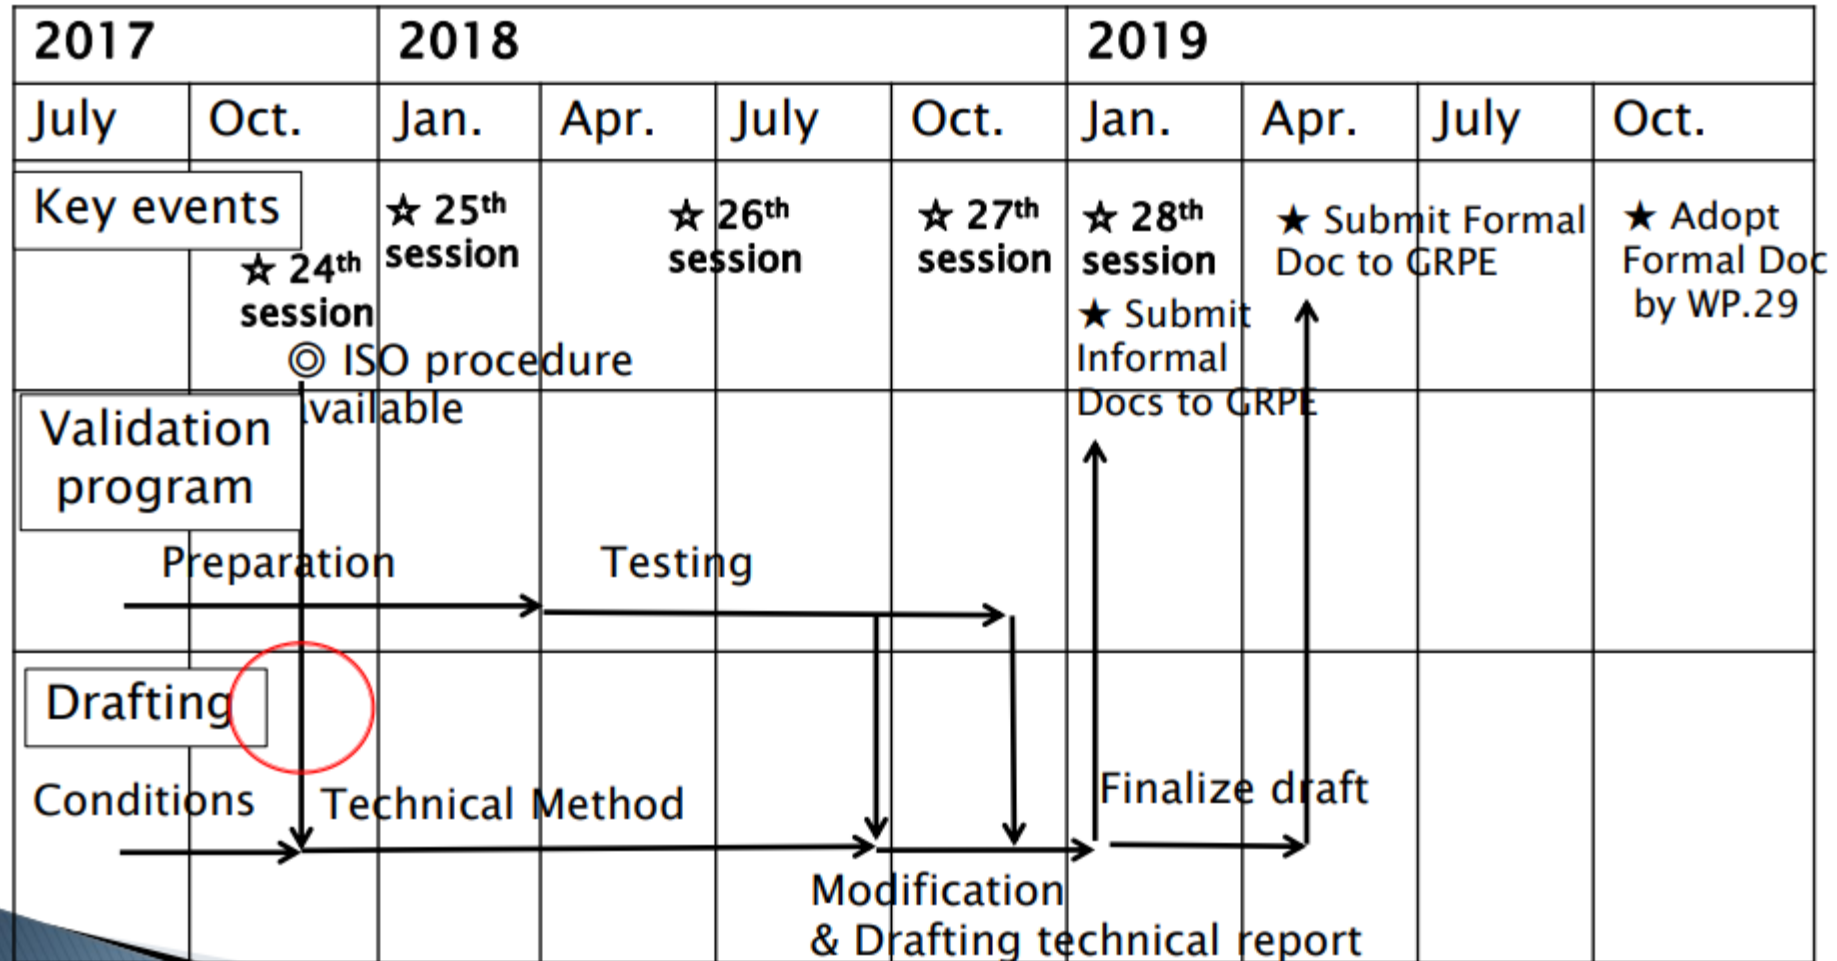 2017 2018 2019
July Oct. Jan. Apr. July Oct. Jan. Apr. July Oct.
Key events
☆ 24th
session
◎ ISO procedure
available
☆ 25th
session
☆ 26th
session
☆ 27th
session
☆ 28th
session
★ Submit
Informal
Docs to GRPE
★ Submit Formal
Doc to GRPE
★ Adopt
Formal Doc
by WP.29
Validation
program
Preparation
Testing
Drafting
Conditions
Technical Method
Modification
& Drafting technical report
Finalize draft